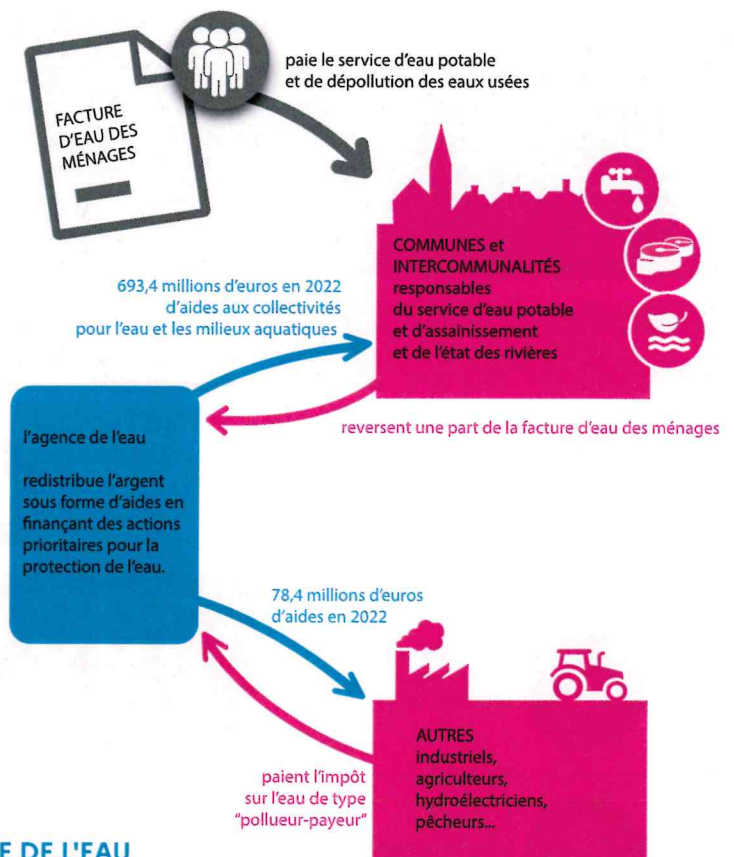 paie le service d'eau potable
et de dépollution des eaux usées
FACTURE
D'EAU DES
MÉNAGES
COMMUNES et
INTERCOMMUNALITÉS
responsables
du service d'eau potable
et d'assainissement
et de l'état des rivières
693,4 millions d'euros en 2022
d'aides aux collectivités
pour l'eau et les milieux aquatiques
reversent une part de la facture d'eau des ménages
l'agence de l'eau
redistribue l'argent
sous forme d'aides en
finançant des actions
prioritaires pour la
protection de l'eau.
78,4 millions d'euros
d'aides en 2022
AUTRES
industriels,
agriculteurs,
hydroélectriciens,
pêcheurs...
paient l'impôt
sur l'eau de type
"pollueur-payeur"
E DE L'EAU